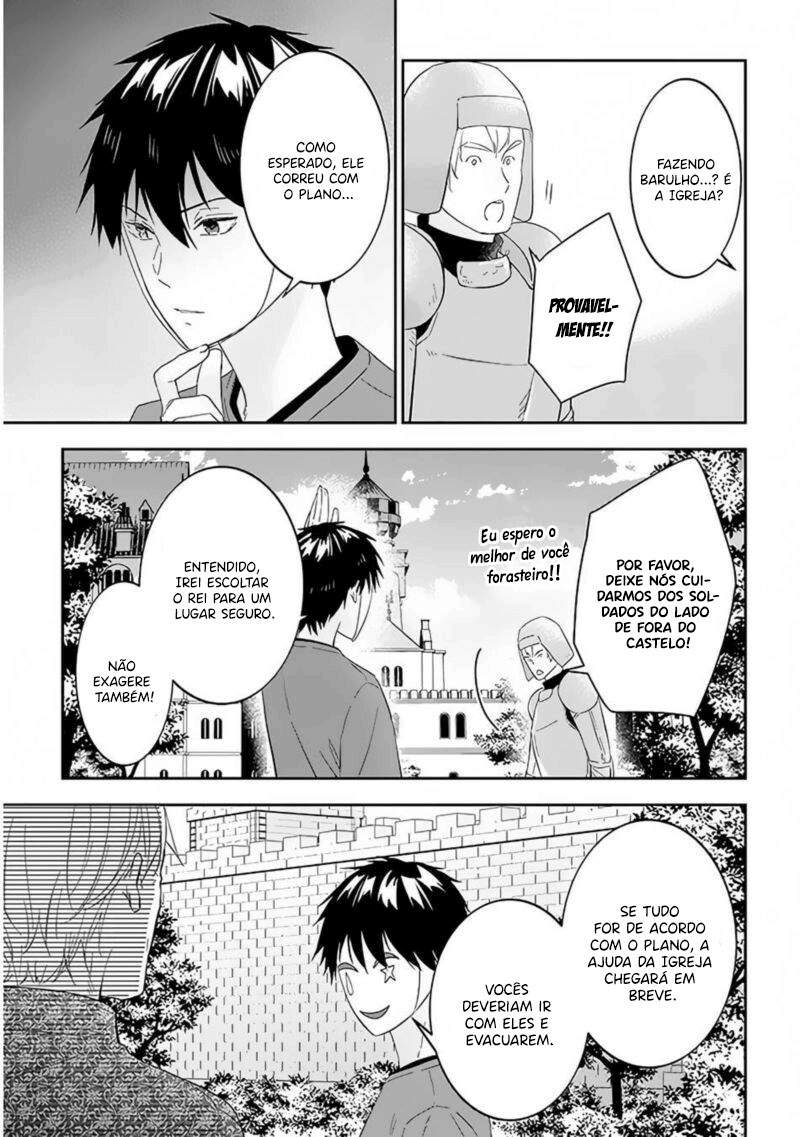 FAZENDO
BARULHO...? É
A IGREJA?
PROVAVEL-
MENTE!!
COMO
ESPERADO, ELE
CORREU COM
O PLANO...
POR FAVOR,
DEIXE NÓS CUI-
DARMOS DOS SOL-
DADOS DO LADO
DE FORA DO
CASTELO!
Eu espero o
melhor de você
forasteiro!!
ENTENDIDO,
IREI ESCOLTAR
O REI PARA UM
LUGAR SEGURO.
NÃO
EXAGERE
TAMBÉM!
SE TUDO
FOR DE ACORDO
COM O PLANO, A
AJUDA DA IGREJA
CHEGARÁ EM
BREVE.
VOCÊS
DEVERIAM IR
COM ELES E
EVACUAREM.